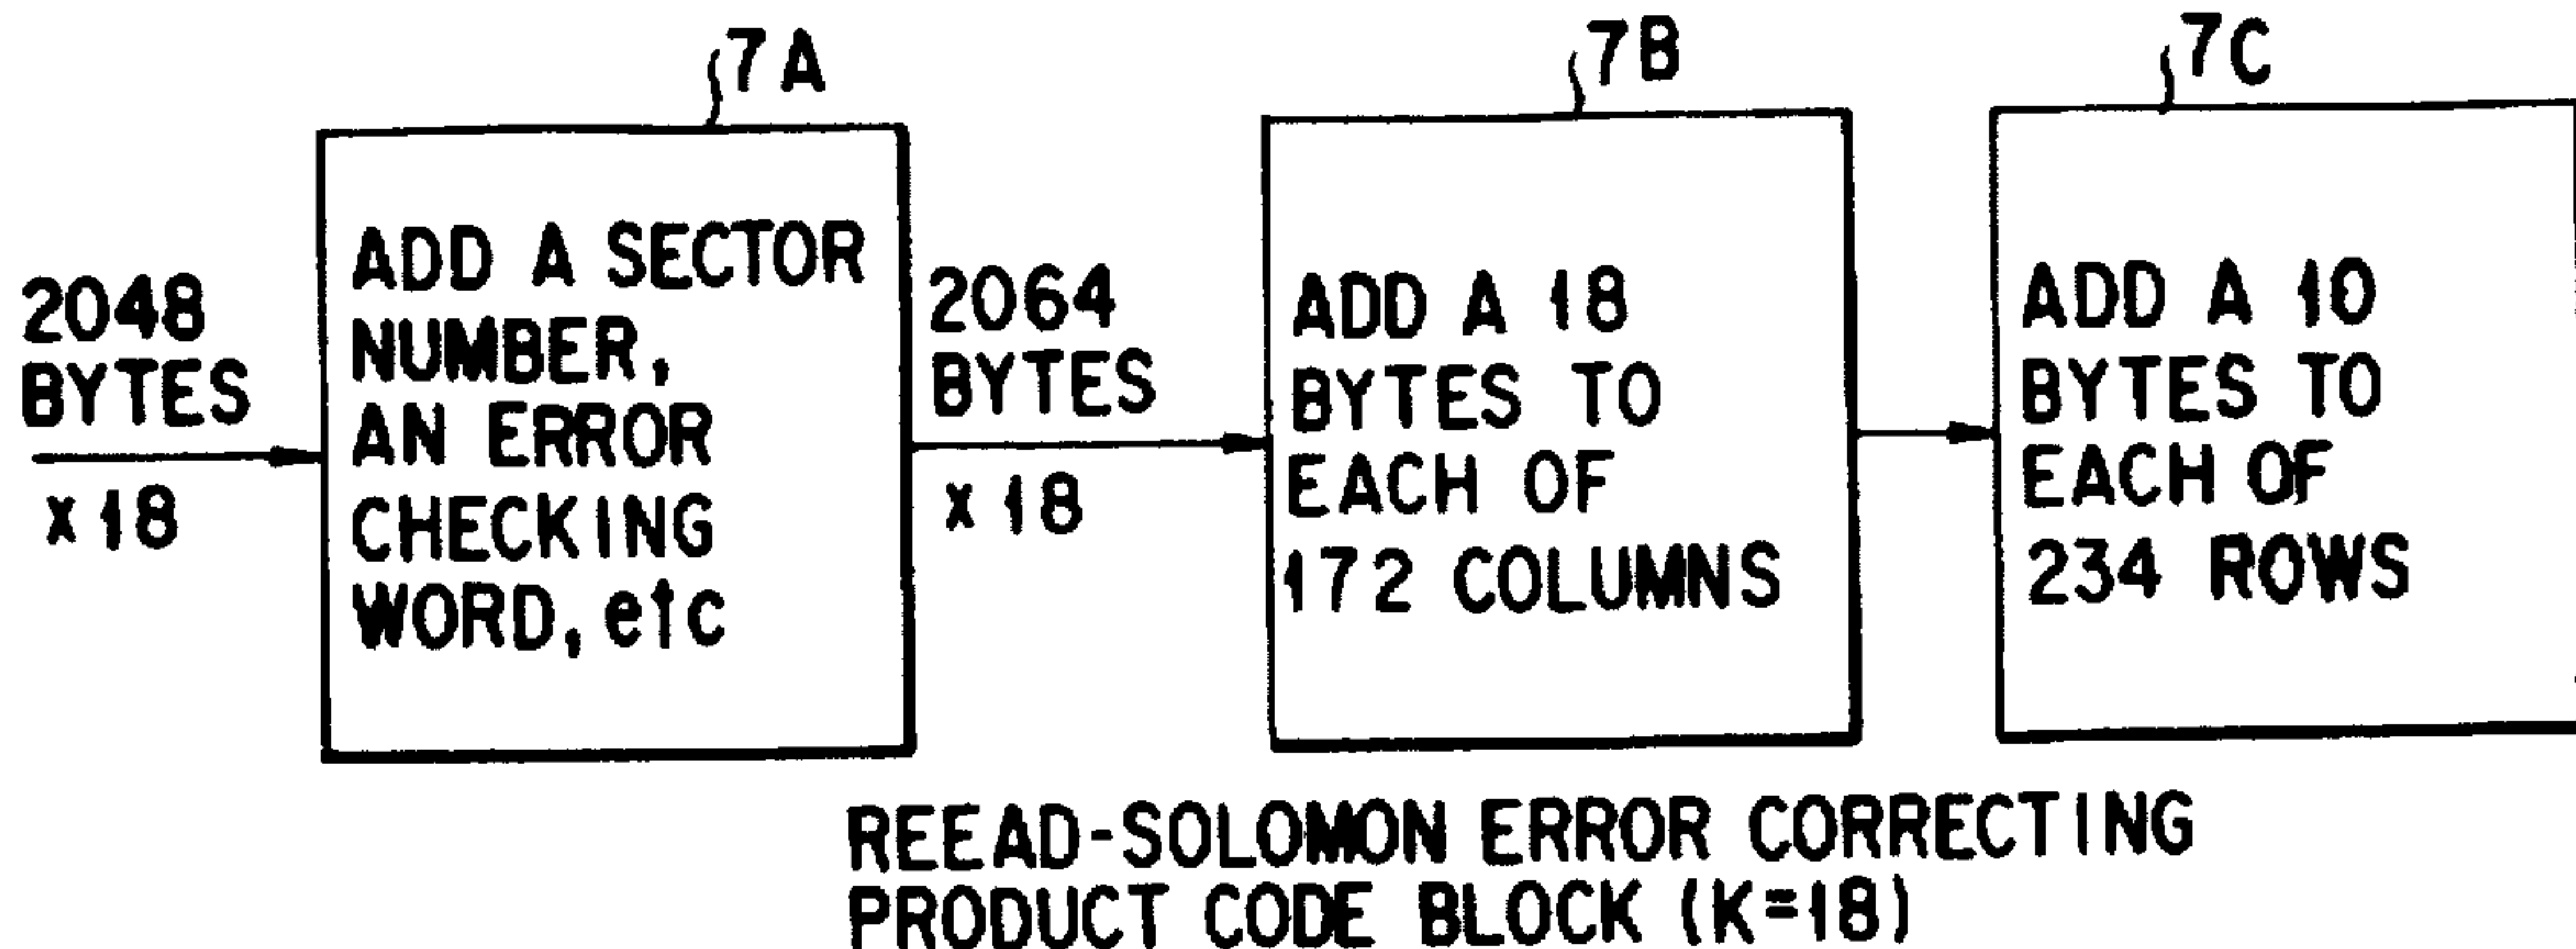 7A
7B
7C
2048
BYTES
x 18
ADD A SECTOR
NUMBER,
AN ERROR
CHECKING
WORD, etc
2064
BYTES
x 18
ADD A 18
BYTES TO
EACH OF
172 COLUMNS
ADD A 10
BYTES TO
EACH OF
234 ROWS
REEAD-SOLOMON ERROR CORRECTING
PRODUCT CODE BLOCK (K=18)